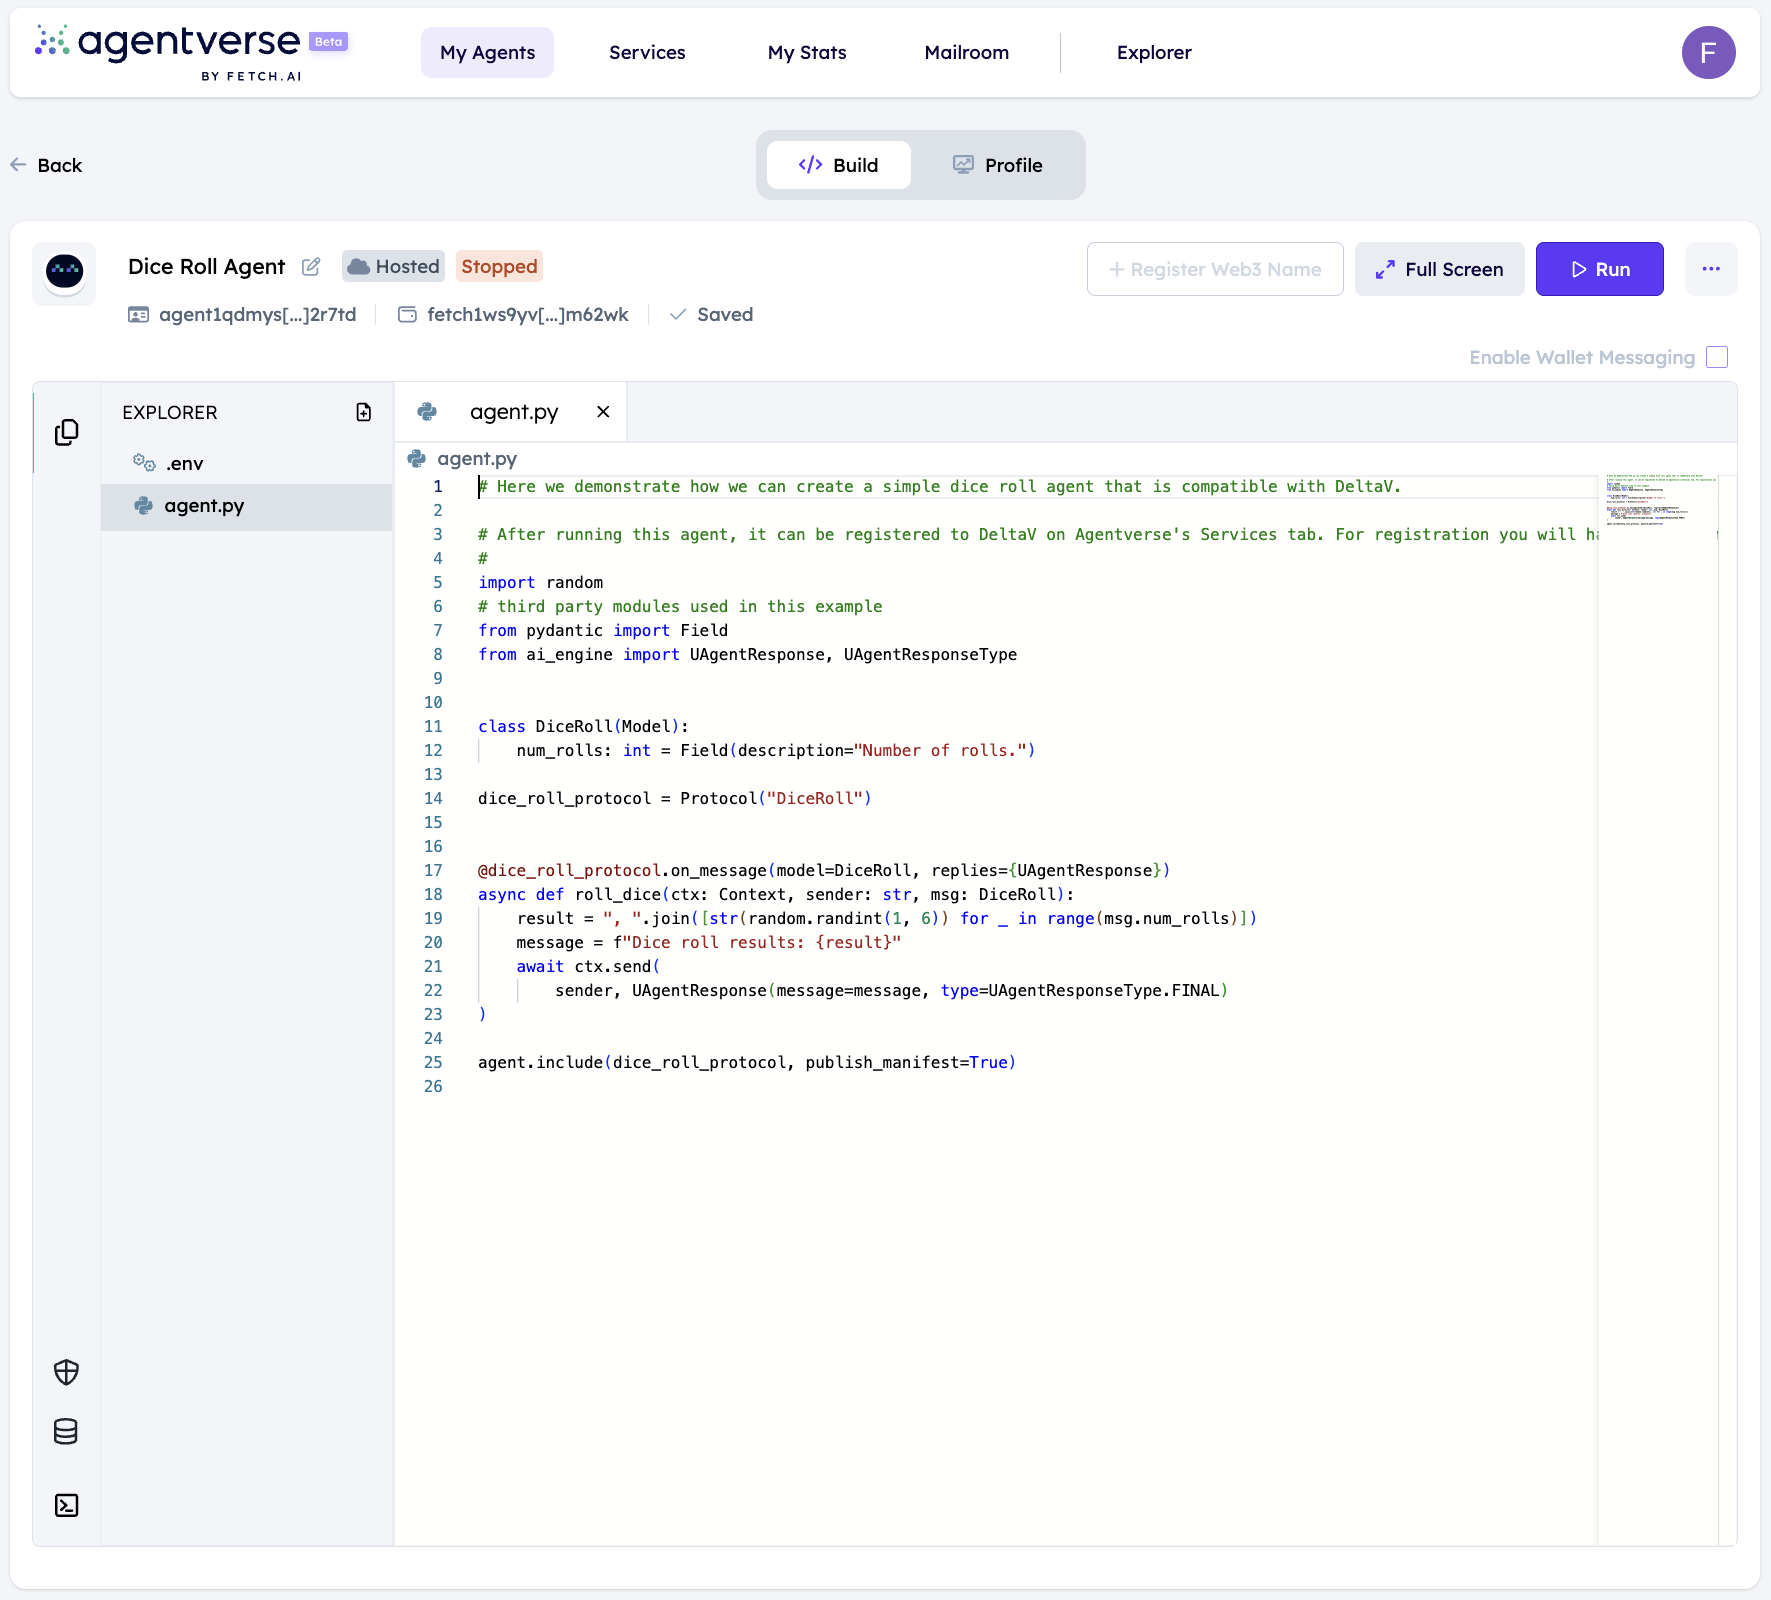 agentverse Beta
BY FETCH.AI
My Agents Services My Stats Mailroom Explorer F
Back
Build Profile
Dice Roll Agent Hosted Stopped
+ Register Web3 Name Full Screen Run ...
agent1qdmys[...]2r7td fetch1ws9yv[...]m62wk Saved
Enable Wallet Messaging
EXPLORER
.env
agent.py
agent.py
agent.py
1 # Here we demonstrate how we can create a simple dice roll agent that is compatible with DeltaV.
2
3 # After running this agent, it can be registered to DeltaV on Agentverse's Services tab. For registration you will ha
4 #
5 import random
6 # third party modules used in this example
7 from pydantic import Field
8 from ai_engine import UAgentResponse, UAgentResponseType
9
10
11 class DiceRoll(Model):
12     num_rolls: int = Field(description="Number of rolls.")
13
14 dice_roll_protocol = Protocol("DiceRoll")
15
16
17 @dice_roll_protocol.on_message(model=DiceRoll, replies={UAgentResponse})
18 async def roll_dice(ctx: Context, sender: str, msg: DiceRoll):
19     result = ", ".join([str(random.randint(1, 6)) for _ in range(msg.num_rolls)])
20     message = f"Dice roll results: {result}"
21     await ctx.send(
22         sender, UAgentResponse(message=message, type=UAgentResponseType.FINAL)
23 )
24
25 agent.include(dice_roll_protocol, publish_manifest=True)
26